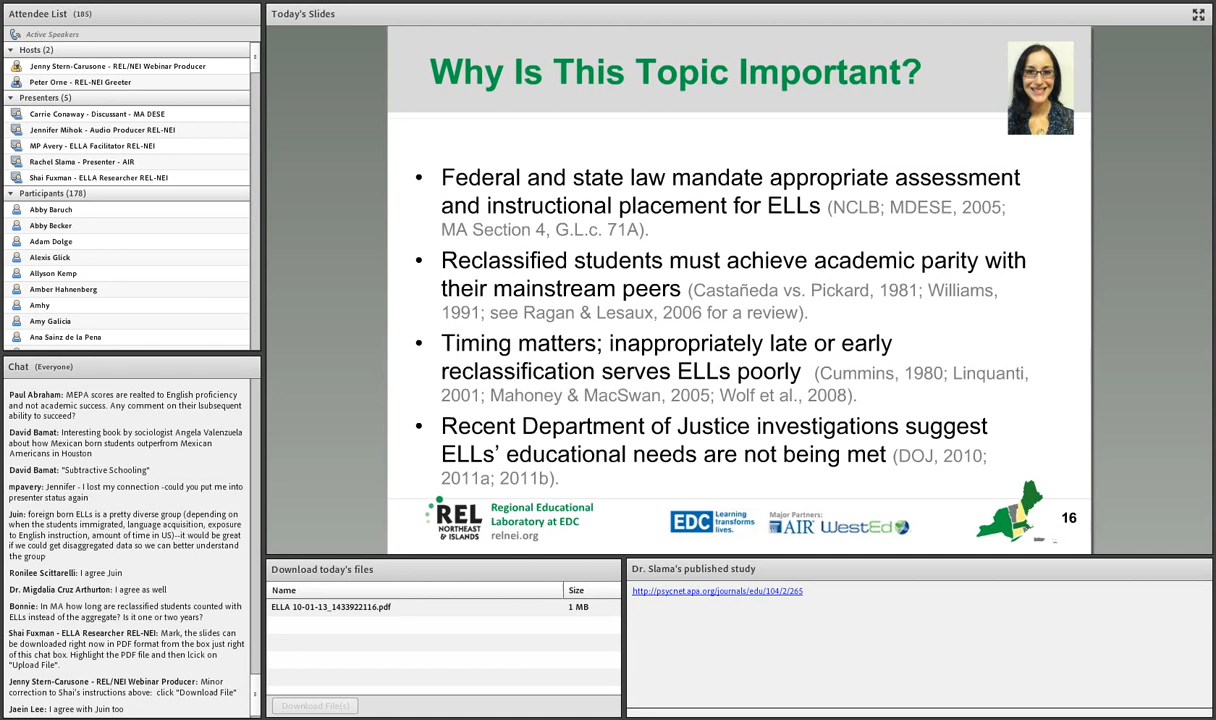 Attendee List (185)
Active Speakers
Hosts (2)
Jenny Stern-Carusone - REL/NEI Webinar Producer
Peter Orne - REL-NEI Greeter
Presenters (5)
Carrie Conaway - Discussant - MA DESE
Jennifer Mihok - Audio Producer REL-NEI
MP Avery - ELLA Facilitator REL-NEI
Rachel Slama - Presenter - AIR
Shai Fuxman - ELLA Researcher REL-NEI
Participants (178)
Abby Baruch
Abby Becker
Adam Dolge
Alexis Glick
Allyson Kemp
Amber Hahnenberg
Amhy
Amy Galicia
Ana Sainz de la Pena
Chat (Everyone)
Paul Abraham: MEPA scores are realted to English proficiency
and not academic success. Any comment on their lsubsequent
ability to succeed?
David Bamat: Interesting book by sociologist Angela Valenzuela
about how Mexican born students outperfrom Mexican
Americans in Houston
David Bamat: "Subtractive Schooling"
mpavery: Jennifer - I lost my connection -could you put me into
presenter status again
Juin: foreign born ELLs is a pretty diverse group (depending on
when the students immigrated, language acquisition, exposure
to English instruction, amount of time in US)--it would be great
if we could get disaggregated data so we can better understand
the group
Ronilee Scittarelli: I agree Juin
Dr. Migdalia Cruz Arthurton: I agree as well
Bonnie: In MA how long are reclassified students counted with
ELLs instead of the aggregate? Is it one or two years?
Shai Fuxman - ELLA Researcher REL-NEI: Mark, the slides can
be downloaded right now in PDF format from the box just right
of this chat box. Highlight the PDF file and then lcick on
"Upload File".
Jenny Stern-Carusone - REL/NEI Webinar Producer: Minor
correction to Shai's instructions above: click "Download File"
Jaein Lee: I agree with Juin too
Today's Slides
Why Is This Topic Important?
• Federal and state law mandate appropriate assessment
and instructional placement for ELLs (NCLB; MDESE, 2005;
MA Section 4, G.L.c. 71A).
• Reclassified students must achieve academic parity with
their mainstream peers (Castañeda vs. Pickard, 1981; Williams,
1991; see Ragan & Lesaux, 2006 for a review).
• Timing matters; inappropriately late or early
reclassification serves ELLs poorly (Cummins, 1980; Linquanti,
2001; Mahoney & MacSwan, 2005; Wolf et al., 2008).
• Recent Department of Justice investigations suggest
ELLs’ educational needs are not being met (DOJ, 2010;
2011a; 2011b).
REL
NORTHEAST
& ISLANDS
Regional Educational
Laboratory at EDC
relnei.org
EDC Learning
transforms
lives.
Major Partners:
AIR WestEd
16
Download today's files
Name Size
ELLA 10-01-13_1433922116.pdf 1 MB
Download File(s)
Dr. Slama's published study
http://psycnet.apa.org/journals/edu/104/2/265